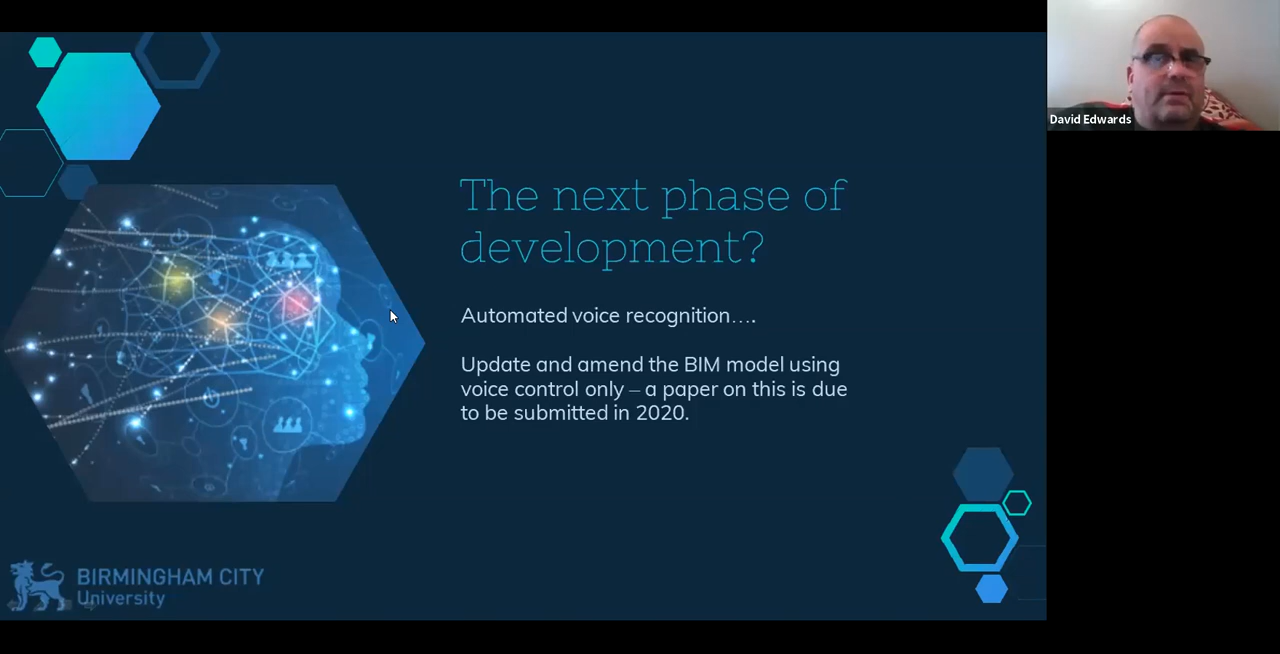 David Edwards
The next phase of
development?
Automated voice recognition....
Update and amend the BIM model using
voice control only – a paper on this is due
to be submitted in 2020.
BIRMINGHAM CITY
University